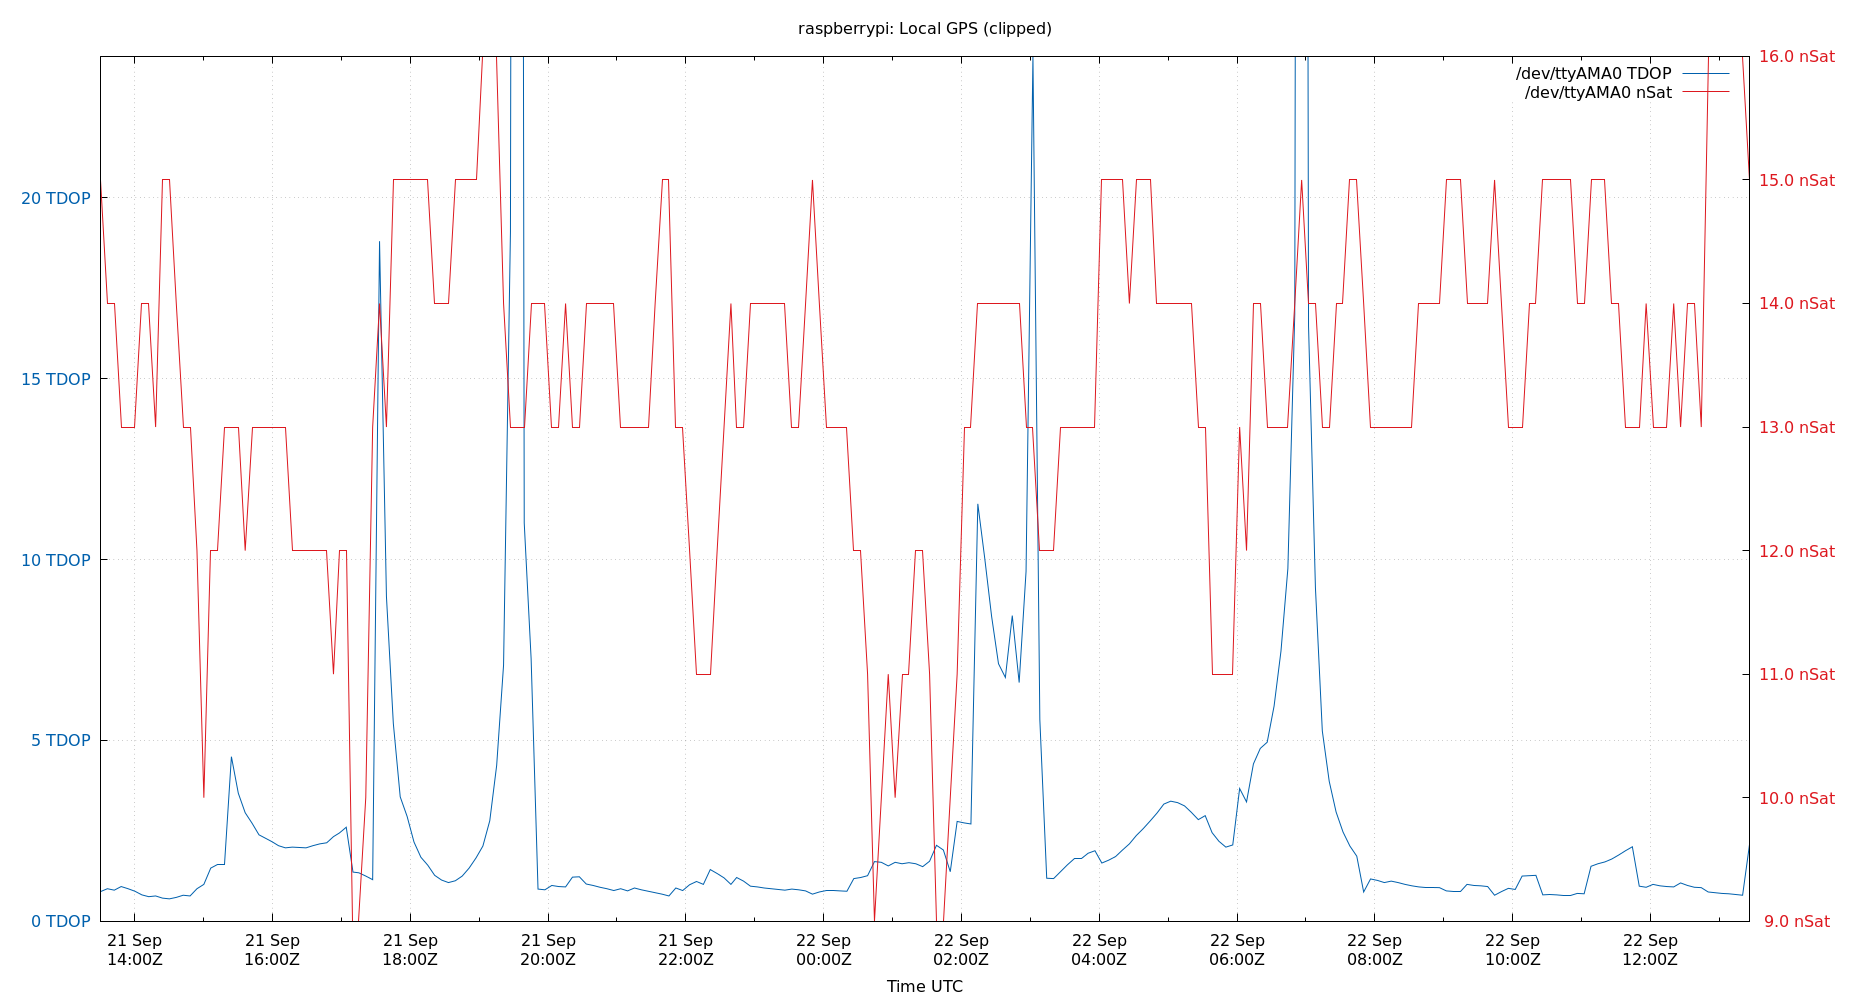 raspberrypi: Local GPS (clipped)
/dev/ttyAMA0 TDOP
/dev/ttyAMA0 nSat
20 TDOP
15 TDOP
10 TDOP
5 TDOP
0 TDOP
16.0 nSat
15.0 nSat
14.0 nSat
13.0 nSat
12.0 nSat
11.0 nSat
10.0 nSat
9.0 nSat
21 Sep 21 Sep 21 Sep 21 Sep 21 Sep 22 Sep 22 Sep 22 Sep 22 Sep 22 Sep 22 Sep 22 Sep
14:00Z 16:00Z 18:00Z 20:00Z 22:00Z 00:00Z 02:00Z 04:00Z 06:00Z 08:00Z 10:00Z 12:00Z
Time UTC